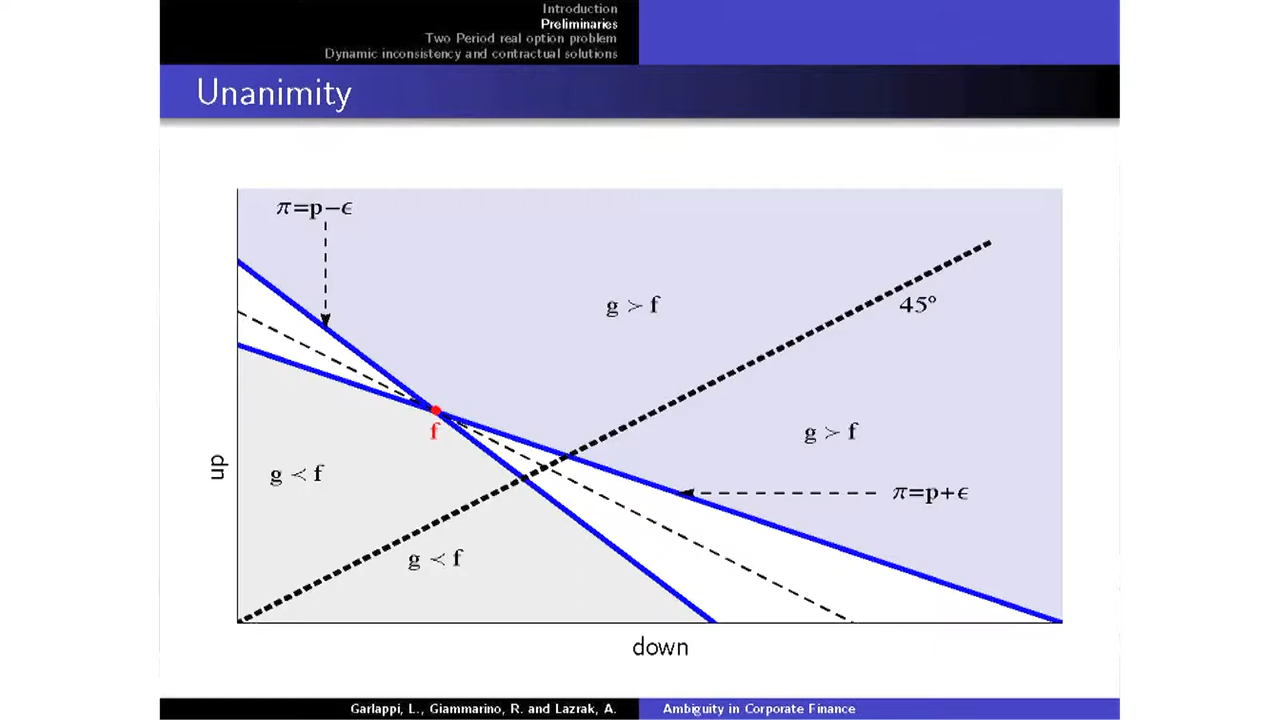 Introduction
Preliminaries
Two Period real option problem
Dynamic inconsistency and contractual solutions
Unanimity
π=p−ϵ
g > f
45°
f
g > f
up
g < f
π=p+ϵ
g < f
down
Garlappi, L., Giammarino, R. and Lazrak, A.
Ambiguity in Corporate Finance